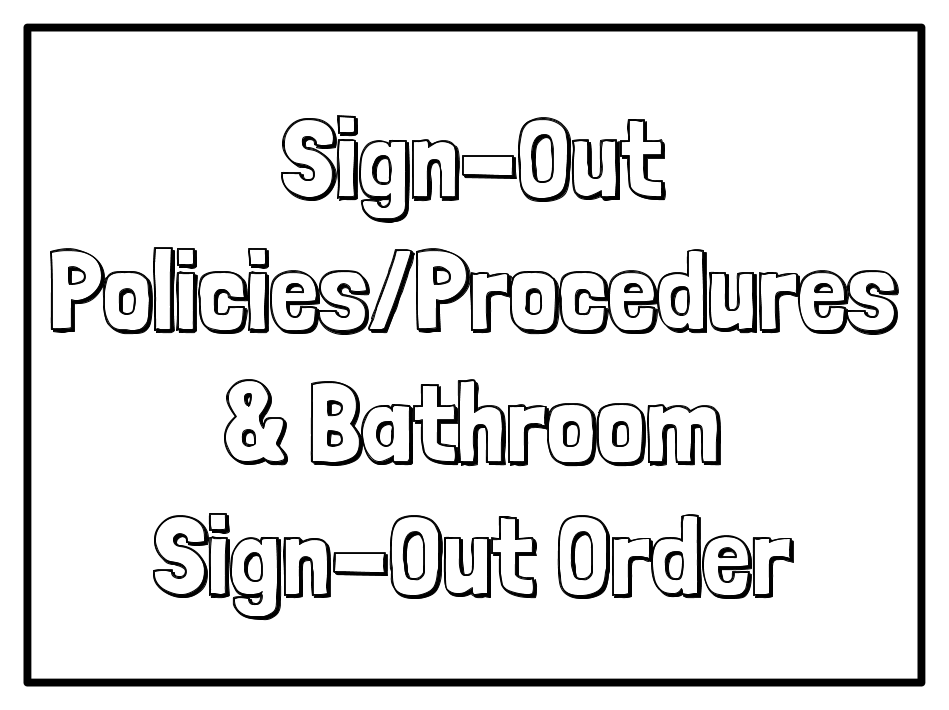 Sign-Out
Policies/Procedures
& Bathroom
Sign-Out Order